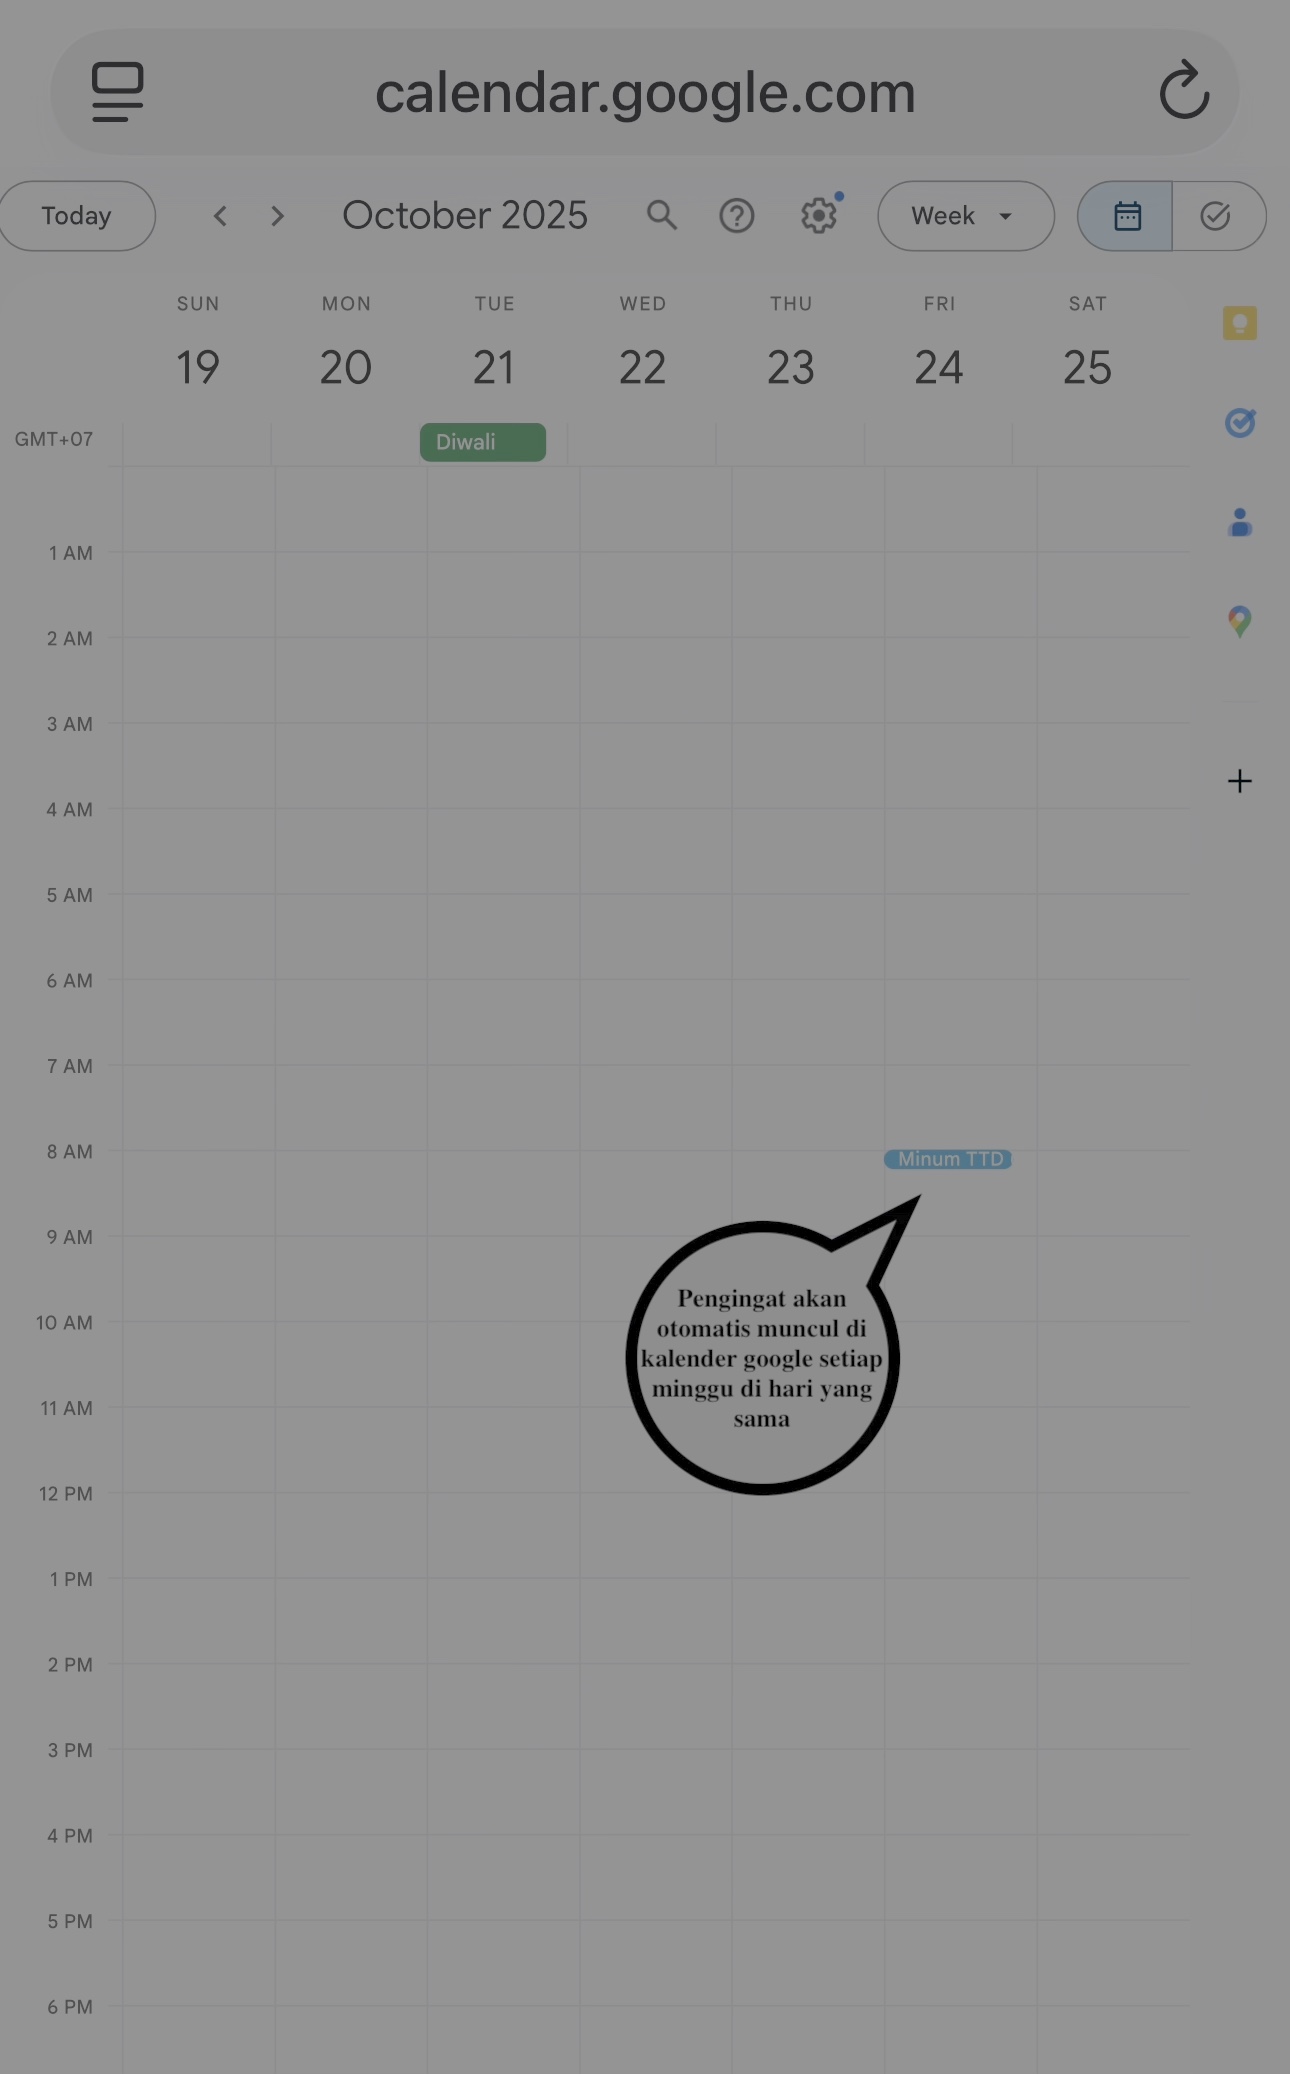 calendar.google.com
Today
October 2025
Week
SUN MON TUE WED THU FRI SAT
19 20 21 22 23 24 25
GMT+07
Diwali
1 AM
2 AM
3 AM
4 AM
5 AM
6 AM
7 AM
8 AM
Minum TTD
9 AM
10 AM
11 AM
12 PM
1 PM
2 PM
3 PM
4 PM
5 PM
6 PM
Pengingat akan
otomatis muncul di
kalender google setiap
minggu di hari yang
sama